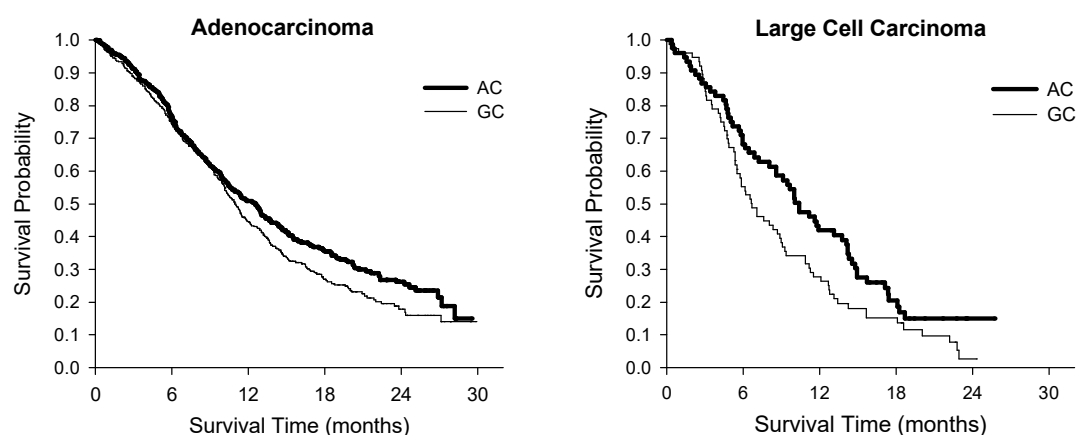 Adenocarcinoma
1.0
0.9
0.8
0.7
0.6
0.5
0.4
0.3
0.2
0.1
0.0
Survival Probability
AC
GC
0 6 12 18 24 30
Survival Time (months)
Large Cell Carcinoma
1.0
0.9
0.8
0.7
0.6
0.5
0.4
0.3
0.2
0.1
0.0
Survival Probability
AC
GC
0 6 12 18 24 30
Survival Time (months)